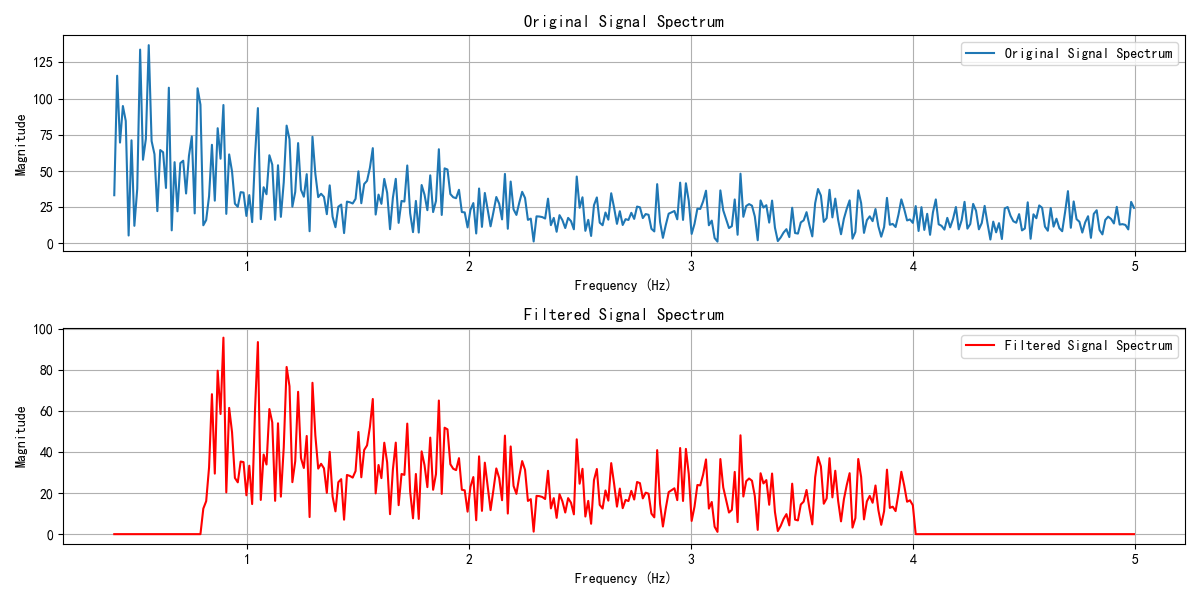 Original Signal Spectrum
Original Signal Spectrum
Magnitude
125
100
75
50
25
0
1 2 3 4 5
Frequency (Hz)
Filtered Signal Spectrum
Filtered Signal Spectrum
Magnitude
100
80
60
40
20
0
1 2 3 4 5
Frequency (Hz)